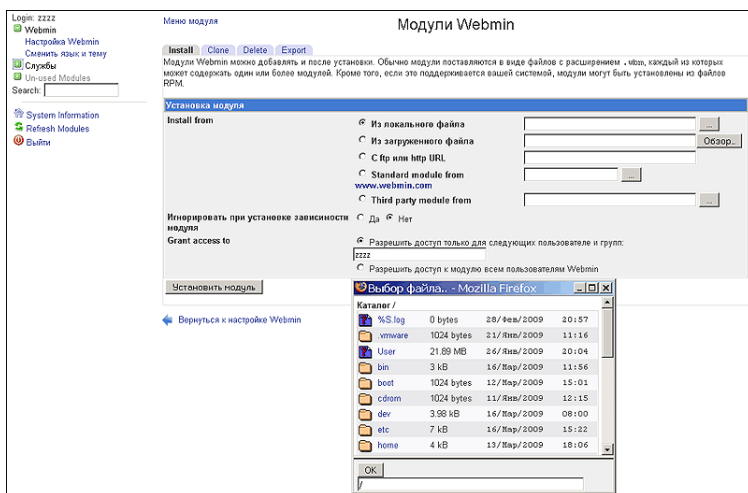 Login: zzzz
Webmin
Настройка Webmin
Сменить язык и тему
Службы
Un-used Modules
Search:
System Information
Refresh Modules
Выйти
Меню модуля
Модули Webmin
Install Clone Delete Export
Модули Webmin можно добавлять и после установки. Обычно модули поставляются в виде файлов с расширением .wbm, каждый из которых
может содержать один или более модулей. Кроме того, если это поддерживается вашей системой, модули могут быть установлены из файлов
RPM.
Установка модуля
Install from
Из локального файла ...
Из загруженного файла Обзор..
С ftp или http URL
Standard module from ...
www.webmin.com
Third party module from ...
Игнорировать при установке зависимости Да Нет
модуля
Grant access to Разрешить доступ только для следующих пользователе и групп:
zzzz
Разрешить доступ к модулю всем пользователям Webmin
Установить модуль
Вернуться к настройке Webmin
Выбор файла.. - Mozilla Firefox
Каталог /
%S.log 0 bytes 28/Фев/2009 20:57
.vmware 1024 bytes 21/Янв/2009 11:16
User 21.89 MB 26/Янв/2009 20:04
bin 3 kB 16/Мар/2009 11:56
boot 1024 bytes 12/Мар/2009 15:01
cdrom 1024 bytes 11/Янв/2009 12:15
dev 3.98 kB 16/Мар/2009 08:00
etc 7 kB 16/Мар/2009 15:22
home 4 kB 13/Мар/2009 18:06
OK
/